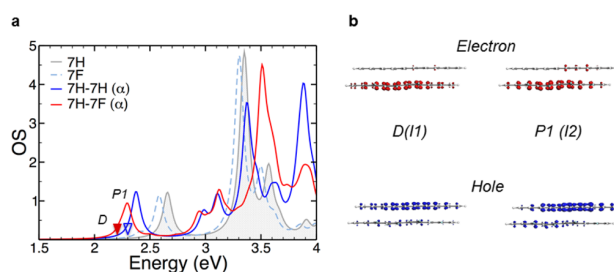 a
5
4
3
2
1
0
OS
7H
7F
7H-7H (α)
7H-7F (α)
P1
D
1.5 2 2.5 3 3.5 4
Energy (eV)
b
Electron
D(I1) P1 (I2)
Hole